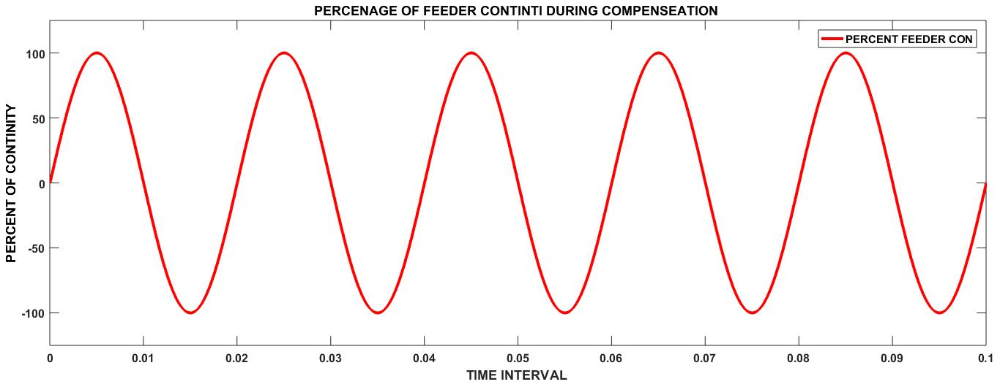 PERCENAGE OF FEEDER CONTINTI DURING COMPENSEATION
PERCENT FEEDER CON
100
50
0
-50
-100
PERCENT OF CONTINITY
0 0.01 0.02 0.03 0.04 0.05 0.06 0.07 0.08 0.09 0.1
TIME INTERVAL